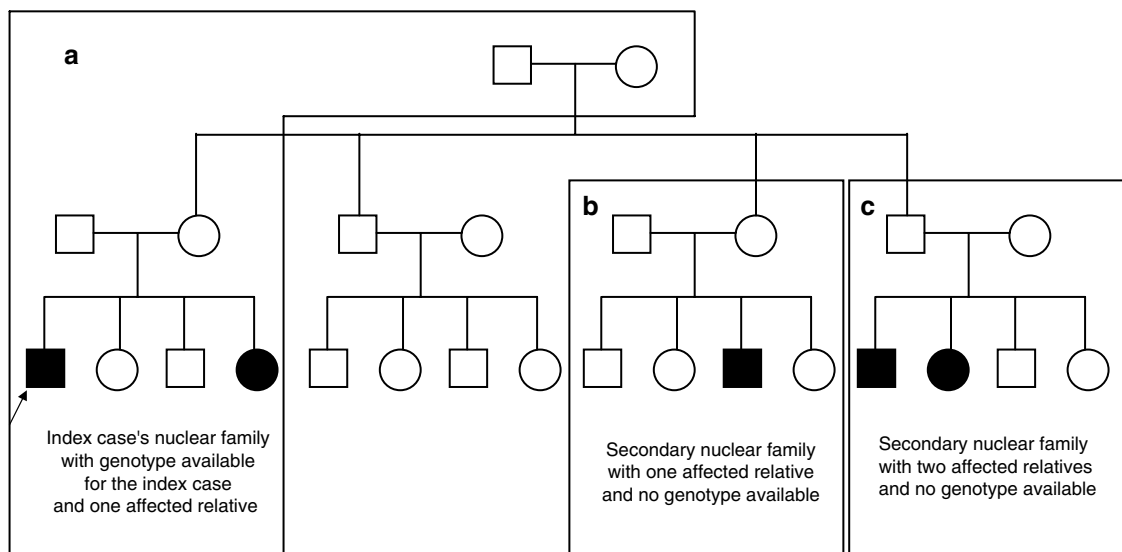 a
b
c
Index case's nuclear family
with genotype available
for the index case
and one affected relative
Secondary nuclear family
with one affected relative
and no genotype available
Secondary nuclear family
with two affected relatives
and no genotype available